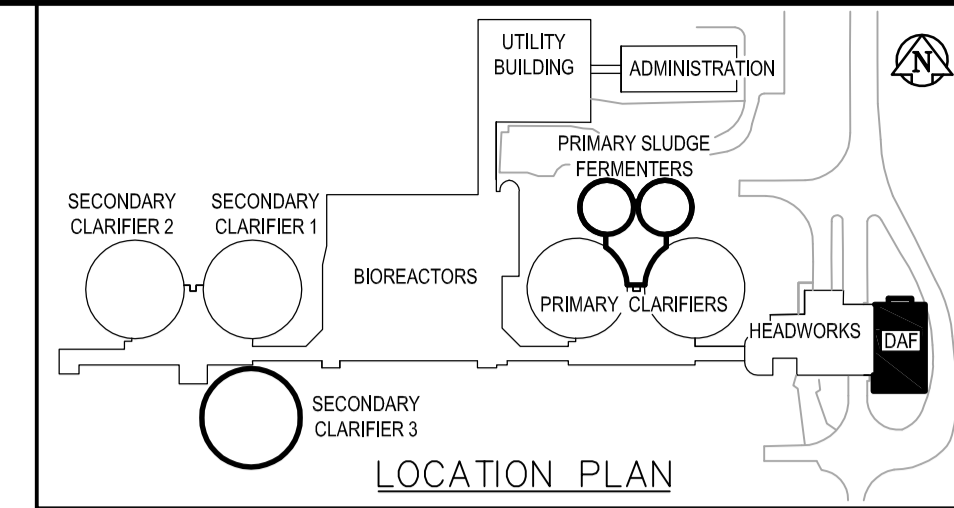 UTILITY
BUILDING
ADMINISTRATION
N
PRIMARY SLUDGE
FERMENTERS
SECONDARY
CLARIFIER 2
SECONDARY
CLARIFIER 1
BIOREACTORS
PRIMARY CLARIFIERS
HEADWORKS
DAF
SECONDARY
CLARIFIER 3
LOCATION PLAN